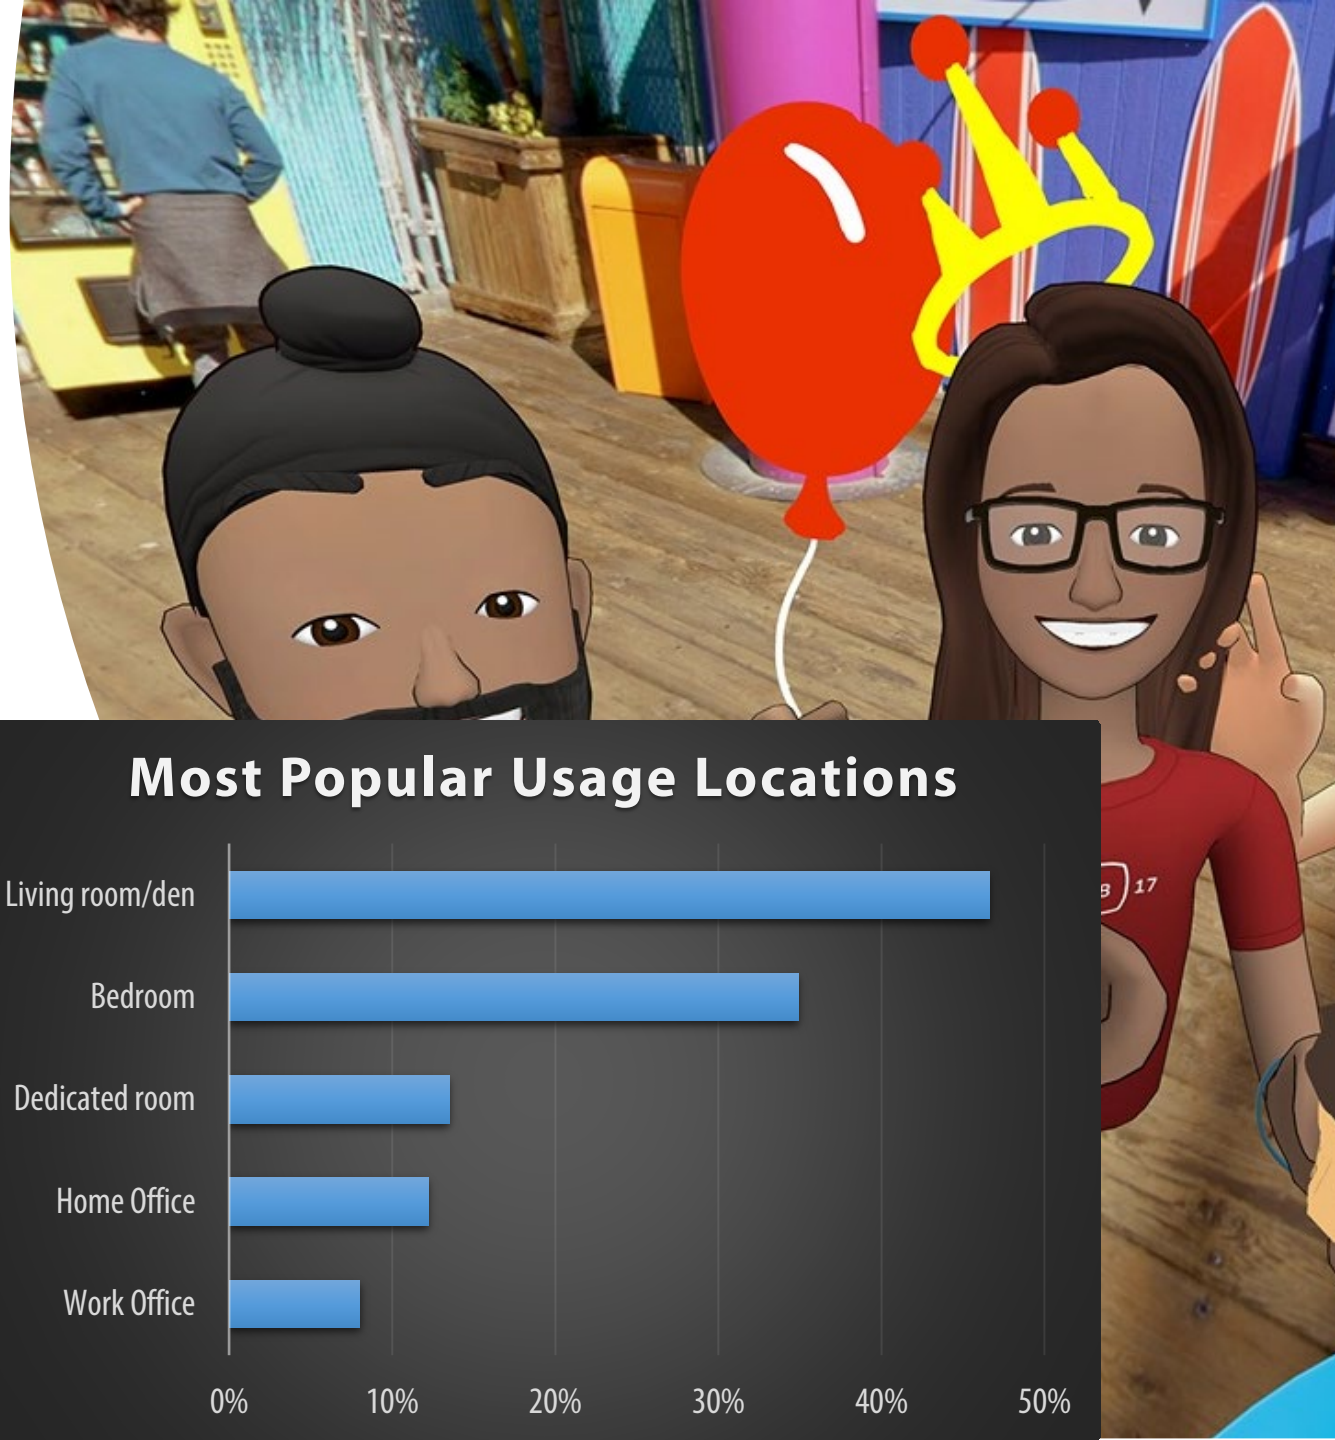 Most Popular Usage Locations
Living room/den
Bedroom
Dedicated room
Home Office
Work Office
0% 10% 20% 30% 40% 50%
B 17